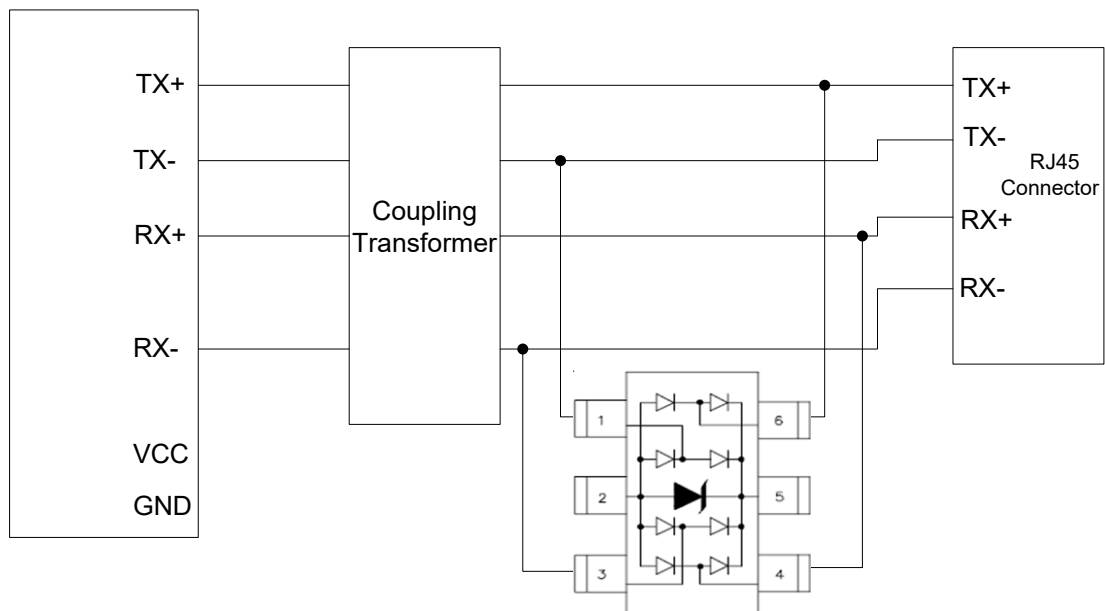 TX+
TX-
RX+
RX-
VCC
GND
Coupling
Transformer
TX+
TX-
RJ45
Connector
RX+
RX-
1
6
2
5
3
4